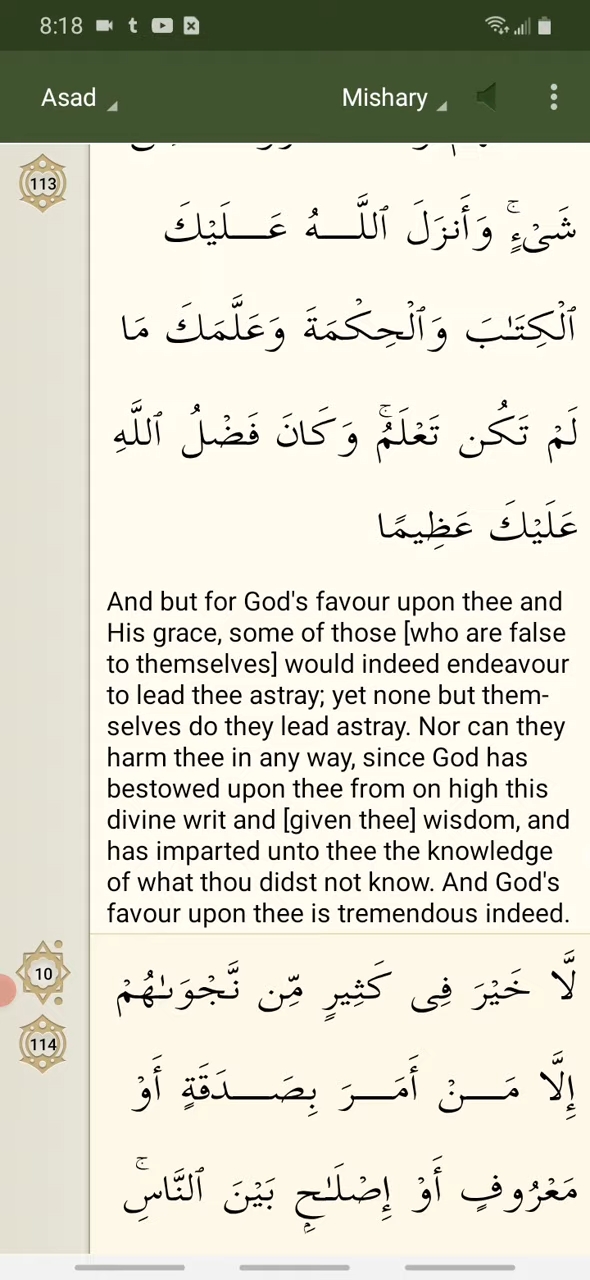 8:18
Asad
Mishary
113
شَىْءٍ ۚ وَأَنزَلَ ٱللَّـــهُ عَـــلَيْكَ
ٱلْكِتَـٰبَ وَٱلْحِكْمَةَ وَعَلَّمَكَ مَا
لَمْ تَكُن تَعْلَمُ ۚ وَكَانَ فَضْلُ ٱللَّهِ
عَلَيْكَ عَظِيمًا
And but for God's favour upon thee and
His grace, some of those [who are false
to themselves] would indeed endeavour
to lead thee astray; yet none but them-
selves do they lead astray. Nor can they
harm thee in any way, since God has
bestowed upon thee from on high this
divine writ and [given thee] wisdom, and
has imparted unto thee the knowledge
of what thou didst not know. And God's
favour upon thee is tremendous indeed.
10
114
لَّا خَيْرَ فِى كَثِيرٍ مِّن نَّجْوَىٰهُمْ
إِلَّا مَـــنْ أَمَـــرَ بِصَـــدَقَةٍ أَوْ
مَعْرُوفٍ أَوْ إِصْلَـٰحٍۭ بَيْنَ ٱلنَّاسِ ۚ